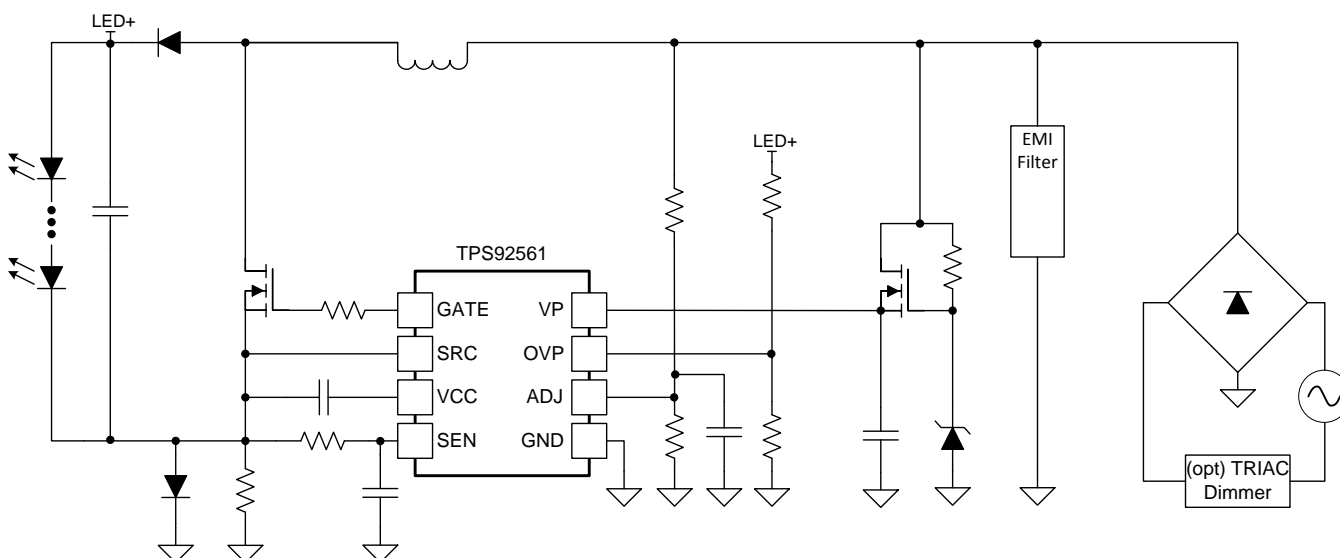 LED+
EMI
Filter
LED+
TPS92561
GATE
VP
SRC
OVP
VCC
ADJ
SEN
GND
(opt) TRIAC
Dimmer